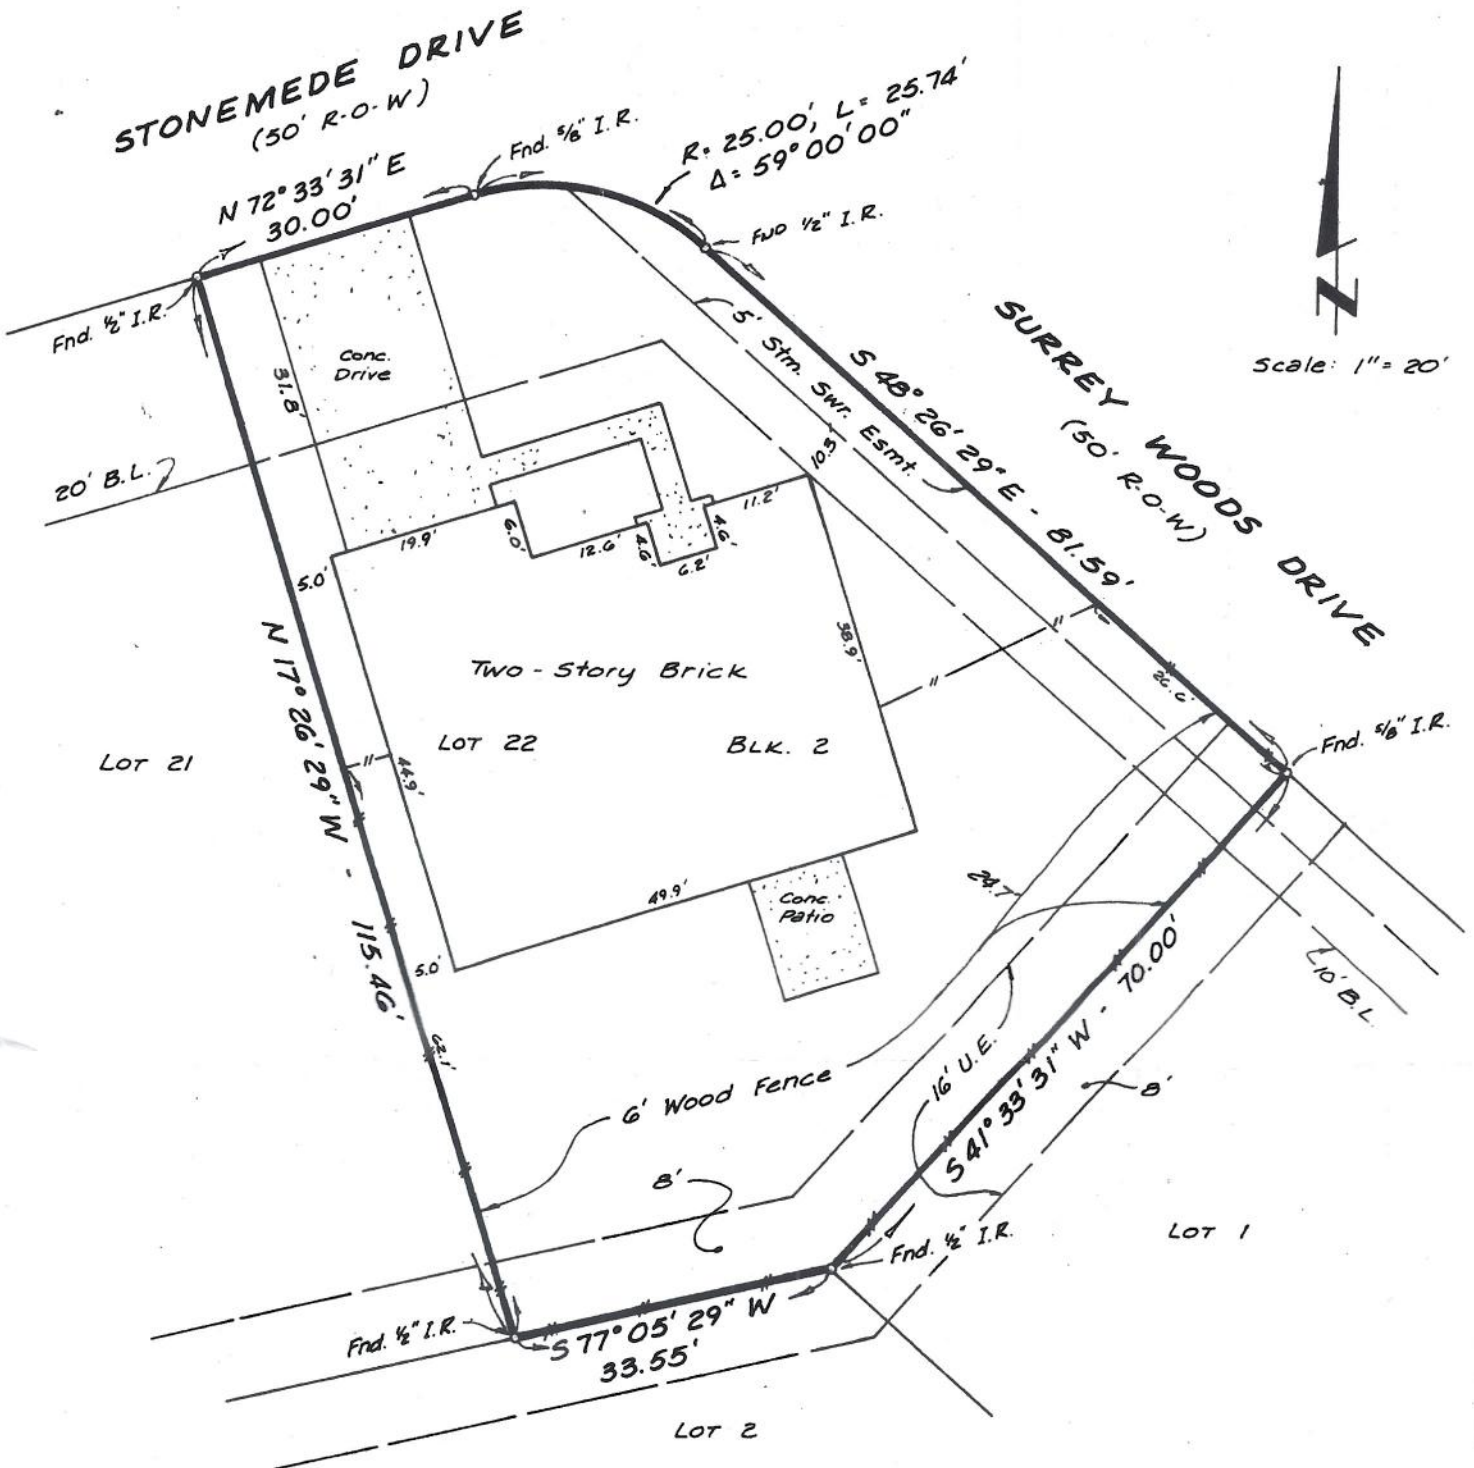 STONEMEDE DRIVE
(50' R-O-W)
N 72° 33' 31" E
30.00'
Fnd. 5/8" I.R.
R= 25.00', L= 25.74'
Δ= 59° 00' 00"
FND 1/2" I.R.
Fnd. 1/2" I.R.
Scale: 1"= 20'
N
SURREY WOODS DRIVE
(50' R-O-W)
S 48° 26' 29" E - 81.59'
5' Stm. Swr. Esmt.
Conc.
Drive
31.8'
20' B.L.
10.3
11.2'
19.9'
6.0'
12.6'
4.6'
6.2'
4.6'
5.0'
38.9'
Two-Story Brick
LOT 21
LOT 22
BLK. 2
N 17° 26' 29" W - 115.46'
44.9'
49.9'
Conc.
Patio
5.0'
62.1'
26.6'
Fnd. 5/8" I.R.
24.7
10' B.L.
S 41° 33' 31" W - 70.00'
16' U.E.
8'
6' Wood Fence
8'
LOT 1
Fnd. 1/2" I.R.
Fnd. 1/2" I.R.
S 77° 05' 29" W
33.55'
LOT 2